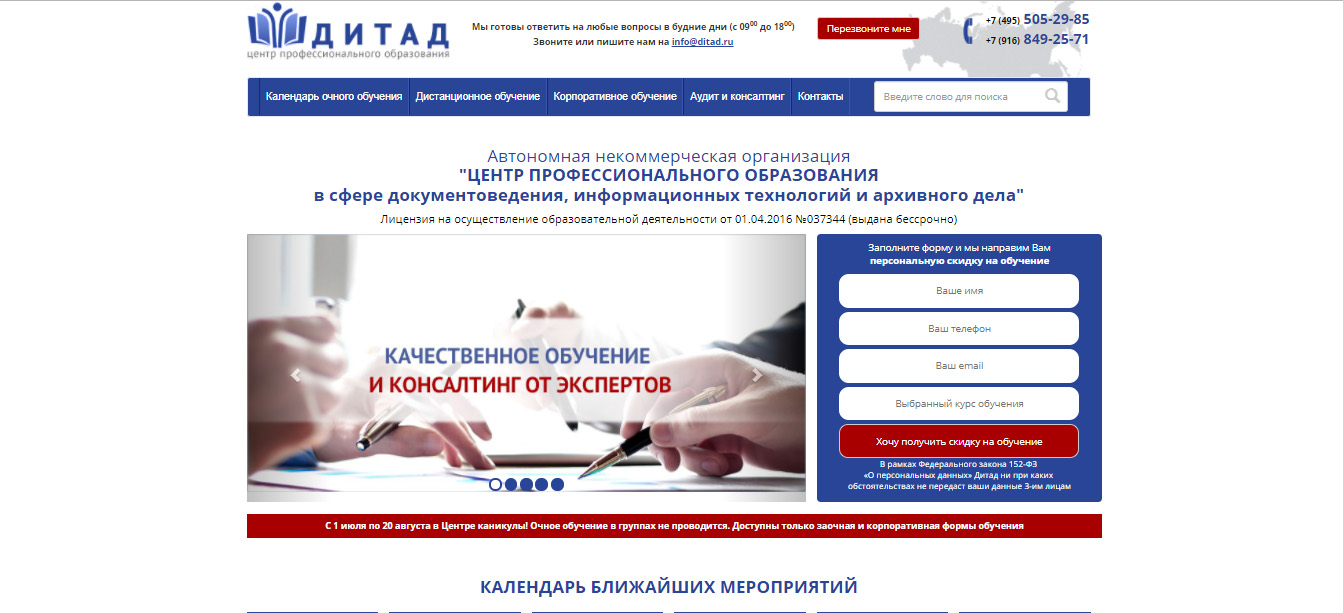 ДИТАД
центр профессионального образования
Мы готовы ответить на любые вопросы в будние дни (с 09⁰⁰ до 18⁰⁰)
Звоните или пишите нам на info@ditad.ru
Перезвоните мне
+7 (495) 505-29-85
+7 (916) 849-25-71
Календарь очного обучения
Дистанционное обучение
Корпоративное обучение
Аудит и консалтинг
Контакты
Введите слово для поиска
Автономная некоммерческая организация
"ЦЕНТР ПРОФЕССИОНАЛЬНОГО ОБРАЗОВАНИЯ
в сфере документоведения, информационных технологий и архивного дела"
Лицензия на осуществление образовательной деятельности от 01.04.2016 №037344 (выдана бессрочно)
КАЧЕСТВЕННОЕ ОБУЧЕНИЕ
И КОНСАЛТИНГ ОТ ЭКСПЕРТОВ
Заполните форму и мы направим Вам
персональную скидку на обучение
Ваше имя
Ваш телефон
Ваш email
Выбранный курс обучения
Хочу получить скидку на обучение
В рамках Федерального закона 152-ФЗ
«О персональных данных» Дитад ни при каких
обстоятельствах не передаст ваши данные 3-им лицам
С 1 июля по 20 августа в Центре каникулы! Очное обучение в группах не проводится. Доступны только заочная и корпоративная формы обучения
КАЛЕНДАРЬ БЛИЖАЙШИХ МЕРОПРИЯТИЙ